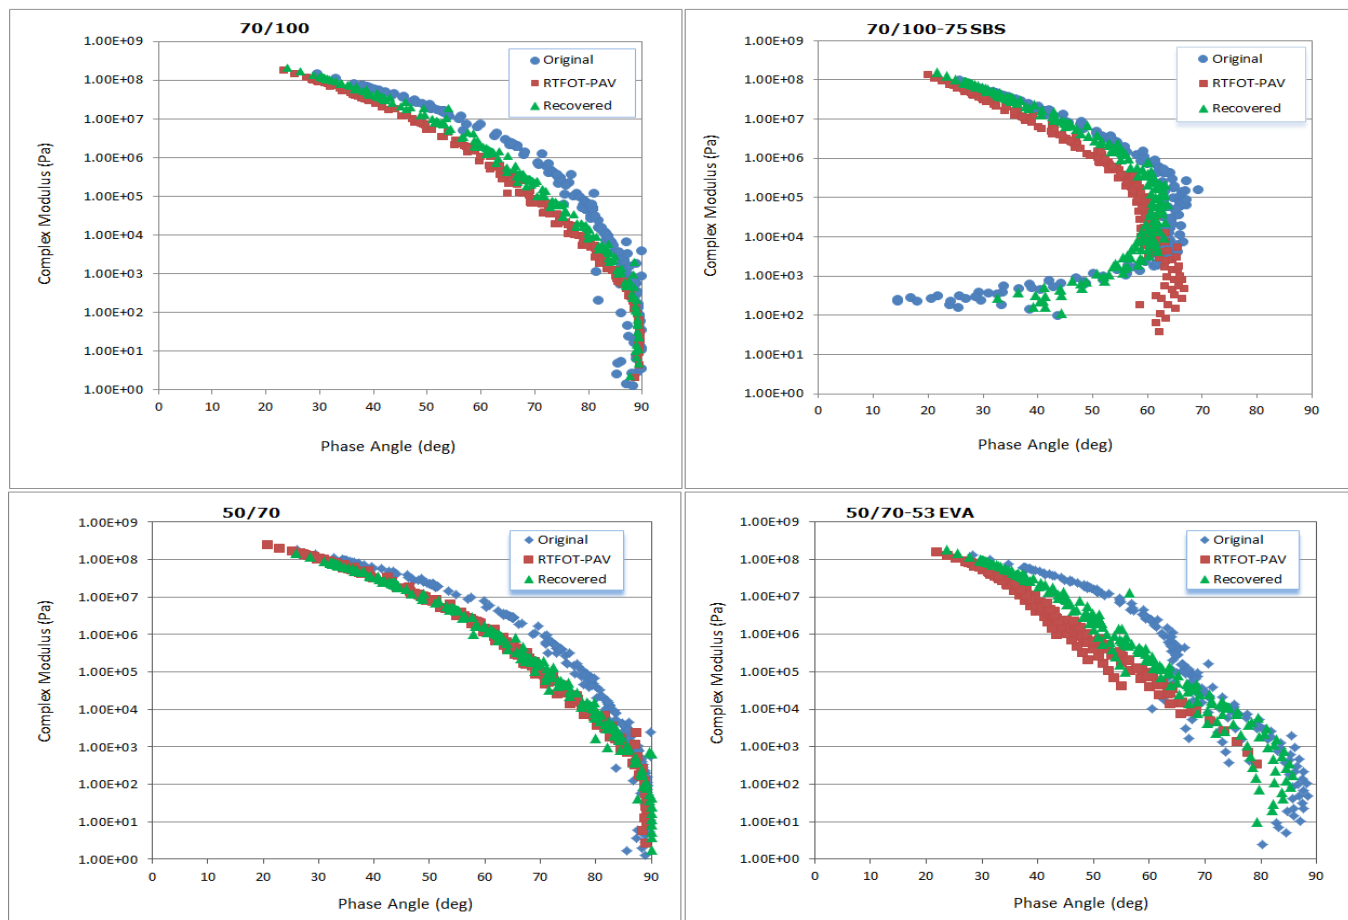 70/100
Complex Modulus (Pa)
1.00E+09
1.00E+08
1.00E+07
1.00E+06
1.00E+05
1.00E+04
1.00E+03
1.00E+02
1.00E+01
1.00E+00
Original
RTFOT-PAV
Recovered
0 10 20 30 40 50 60 70 80 90
Phase Angle (deg)
70/100-75 SBS
Complex Modulus (Pa)
1.00E+09
1.00E+08
1.00E+07
1.00E+06
1.00E+05
1.00E+04
1.00E+03
1.00E+02
1.00E+01
1.00E+00
Original
RTFOT-PAV
Recovered
0 10 20 30 40 50 60 70 80 90
Phase Angle (deg)
50/70
Complex Modulus (Pa)
1.00E+09
1.00E+08
1.00E+07
1.00E+06
1.00E+05
1.00E+04
1.00E+03
1.00E+02
1.00E+01
1.00E+00
Original
RTFOT-PAV
Recovered
0 10 20 30 40 50 60 70 80 90
Phase Angle (deg)
50/70-53 EVA
Complex Modulus (Pa)
1.00E+09
1.00E+08
1.00E+07
1.00E+06
1.00E+05
1.00E+04
1.00E+03
1.00E+02
1.00E+01
1.00E+00
Original
RTFOT-PAV
Recovered
0 10 20 30 40 50 60 70 80 90
Phase Angle (deg)